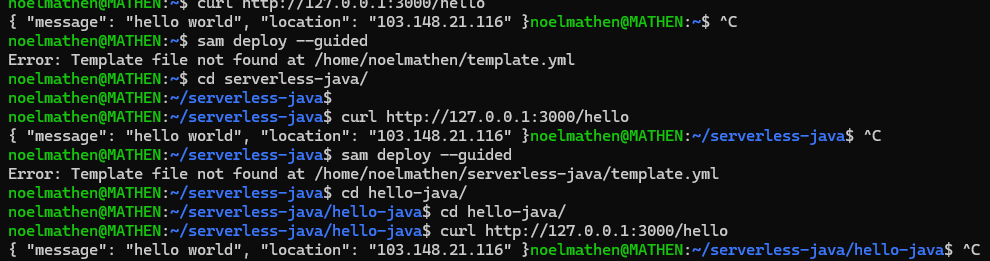 noelmathen@MATHEN:~$ curl http://127.0.0.1:3000/hello
{ "message": "hello world", "location": "103.148.21.116" }noelmathen@MATHEN:~$ ^C
noelmathen@MATHEN:~$ sam deploy --guided
Error: Template file not found at /home/noelmathen/template.yml
noelmathen@MATHEN:~$ cd serverless-java/
noelmathen@MATHEN:~/serverless-java$
noelmathen@MATHEN:~/serverless-java$ curl http://127.0.0.1:3000/hello
{ "message": "hello world", "location": "103.148.21.116" }noelmathen@MATHEN:~/serverless-java$ ^C
noelmathen@MATHEN:~/serverless-java$ sam deploy --guided
Error: Template file not found at /home/noelmathen/serverless-java/template.yml
noelmathen@MATHEN:~/serverless-java$ cd hello-java/
noelmathen@MATHEN:~/serverless-java/hello-java$ cd hello-java/
noelmathen@MATHEN:~/serverless-java/hello-java$ curl http://127.0.0.1:3000/hello
{ "message": "hello world", "location": "103.148.21.116" }noelmathen@MATHEN:~/serverless-java/hello-java$ ^C